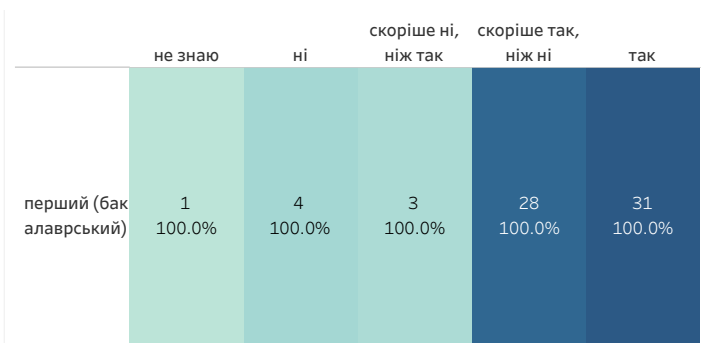 не знаю ні скоріше ні, ніж так скоріше так, ніж ні так
перший (бак
алаврський)
1 4 3 28 31
100.0% 100.0% 100.0% 100.0% 100.0%